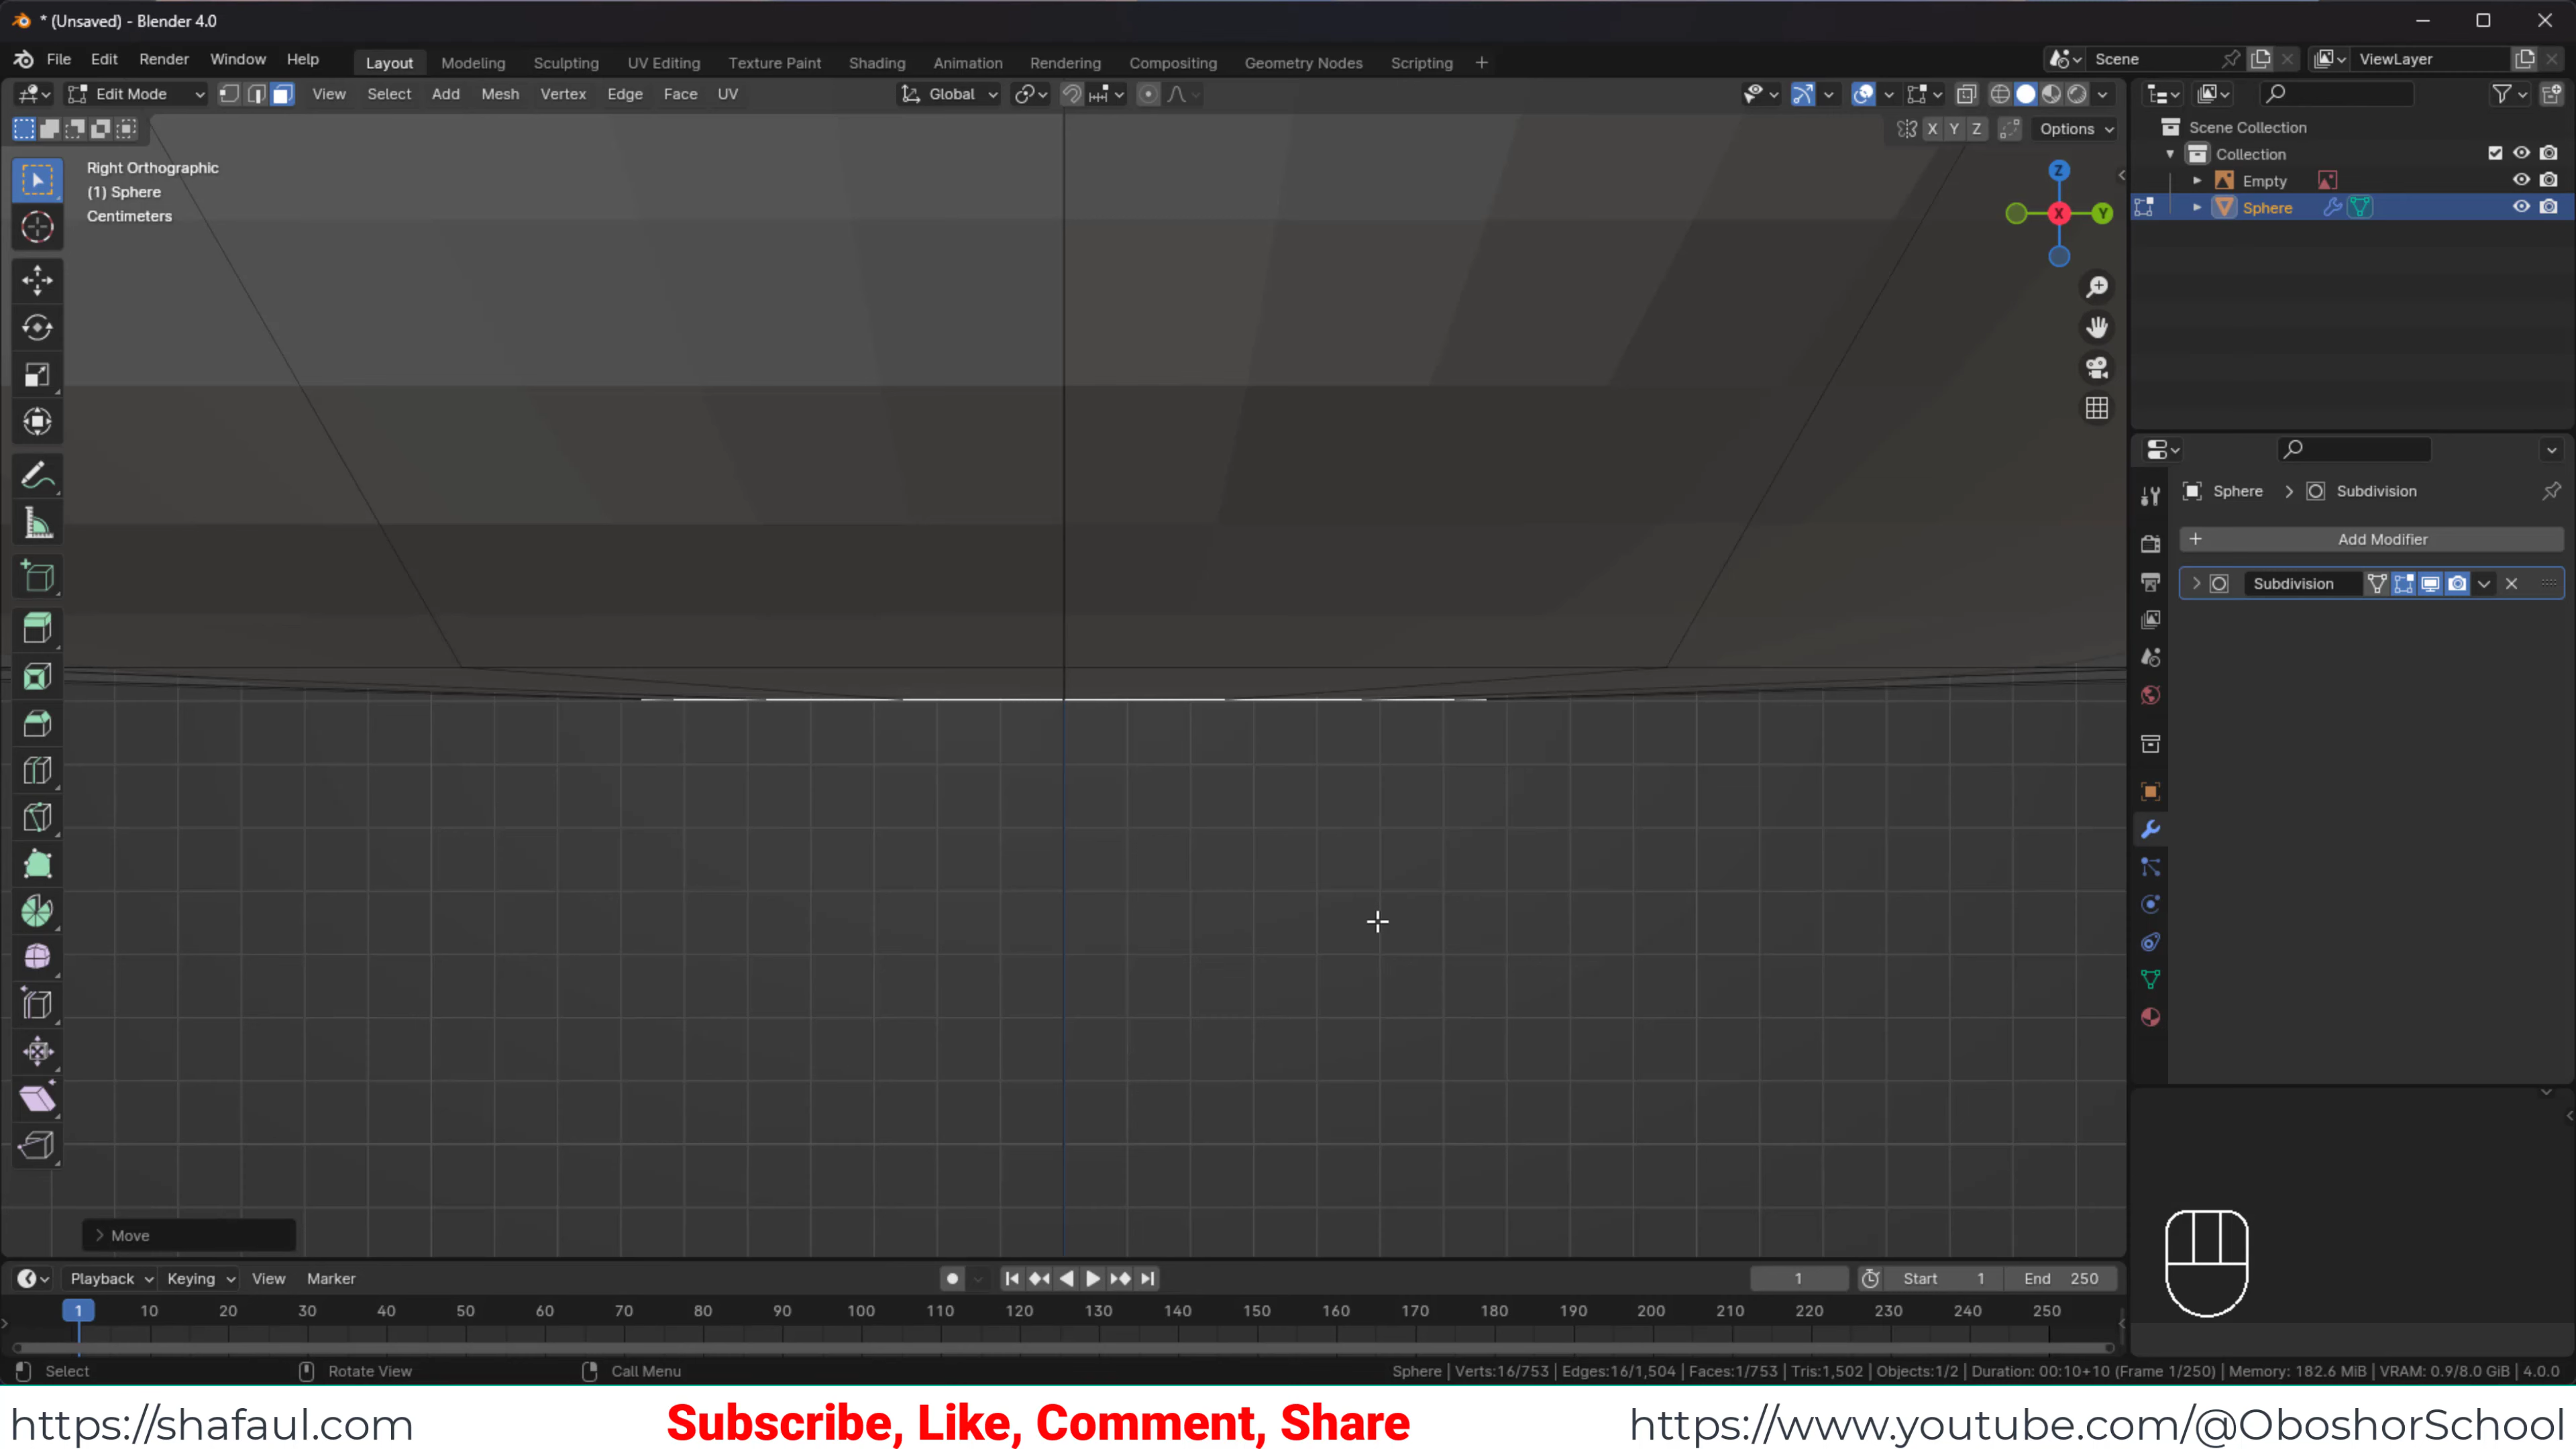 * (Unsaved) - Blender 4.0
File Edit Render Window Help Layout Modeling Sculpting UV Editing Texture Paint Shading Animation Rendering Compositing Geometry Nodes Scripting + Scene ViewLayer
Edit Mode View Select Add Mesh Vertex Edge Face UV Global
X Y Z Options
Right Orthographic
(1) Sphere
Centimeters
Z
X
Y
Scene Collection
Collection
Empty
Sphere
Sphere > Subdivision
+ Add Modifier
Subdivision
> Move
Playback Keying View Marker 1 Start 1 End 250
1 10 20 30 40 50 60 70 80 90 100 110 120 130 140 150 160 170 180 190 200 210 220 230 240 250
Select Rotate View Call Menu Sphere | Verts:16/753 | Edges:16/1,504 | Faces:1/753 | Tris:1,502 | Objects:1/2 | Duration: 00:10+10 (Frame 1/250) | Memory: 182.6 MiB | VRAM: 0.9/8.0 GiB | 4.0.0
https://shafaul.com Subscribe, Like, Comment, Share https://www.youtube.com/@OboshorSchool